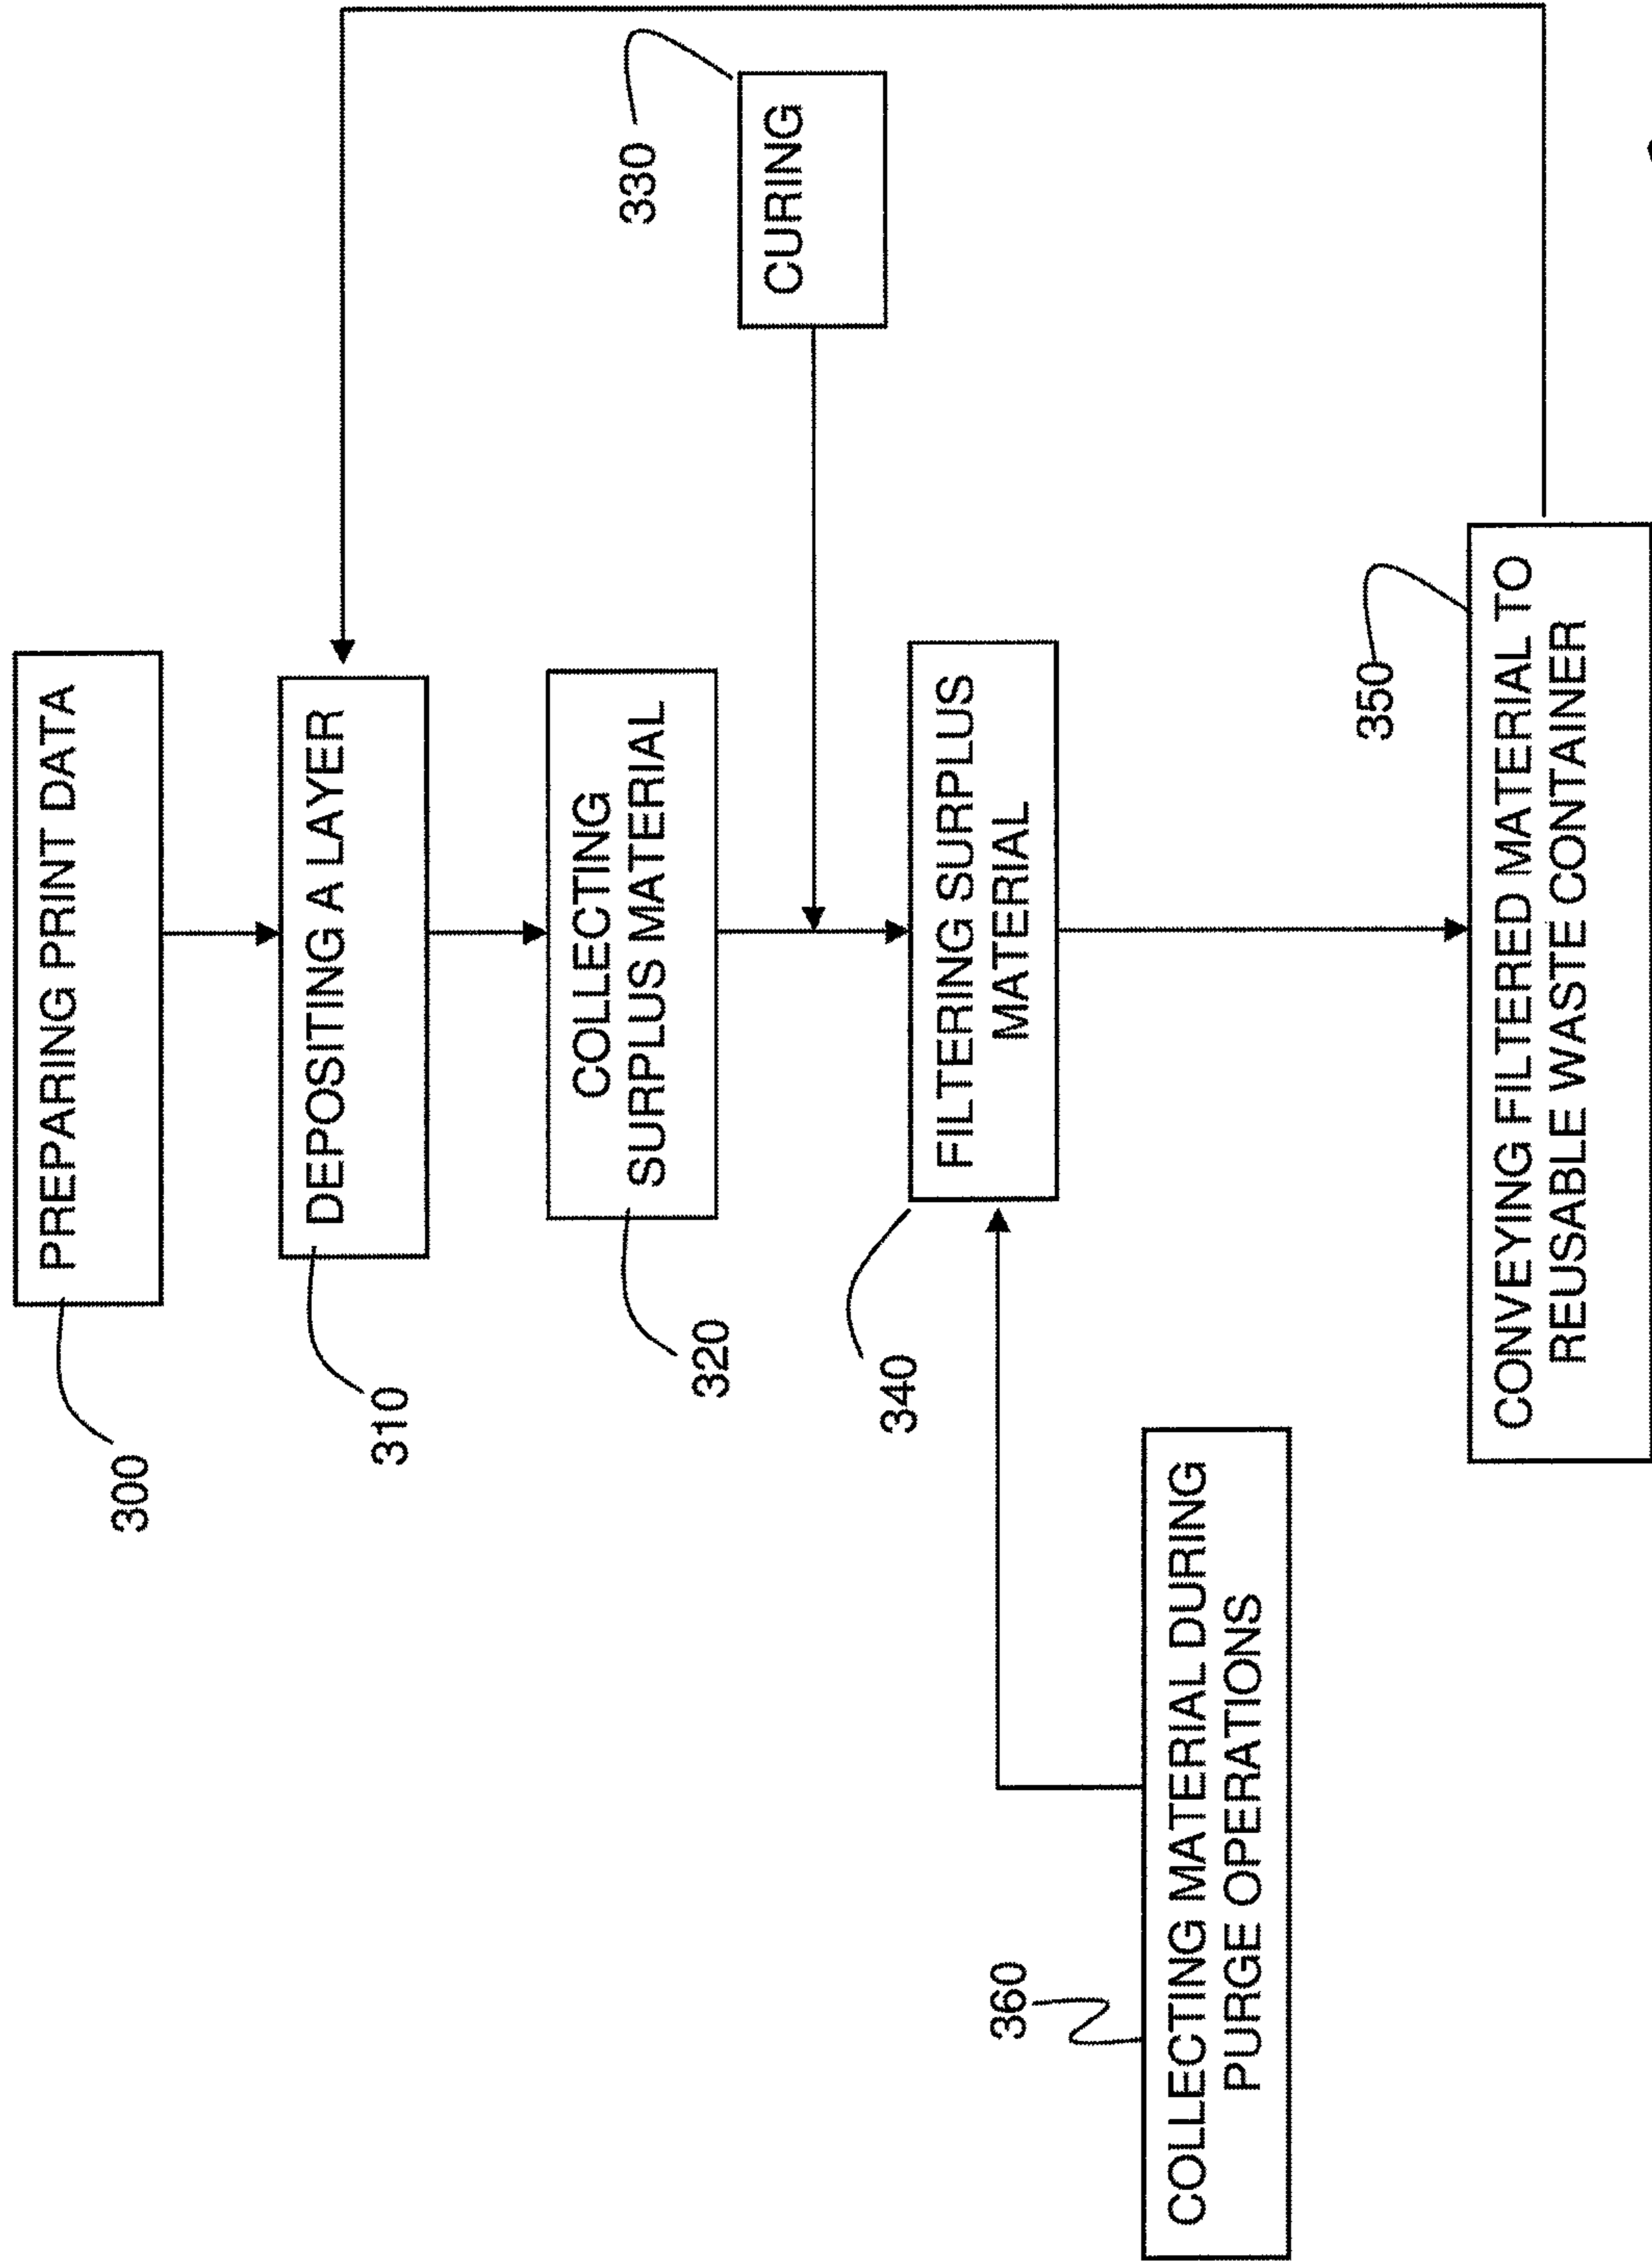 PREPARING PRINT DATA
300
DEPOSITING A LAYER
310
COLLECTING
SURPLUS MATERIAL
320
CURING
330
FILTERING SURPLUS
MATERIAL
340
COLLECTING MATERIAL DURING
PURGE OPERATIONS
360
CONVEYING FILTERED MATERIAL TO
REUSABLE WASTE CONTAINER
350